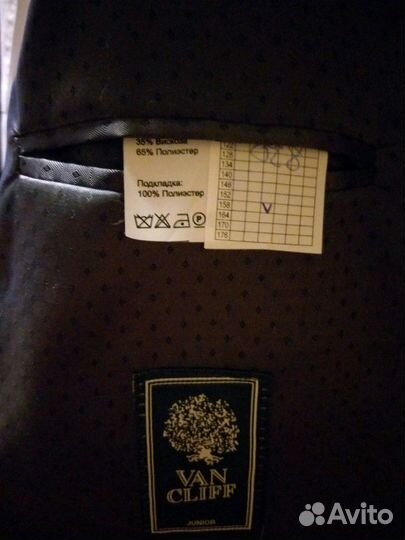 35% Вискоза
65% Полиэстер
Подкладка:
100% Полиэстер
P
122
128
134
140
146
152
158
164
170
176
V
VAN
CLIFF
JUNIOR
Avito